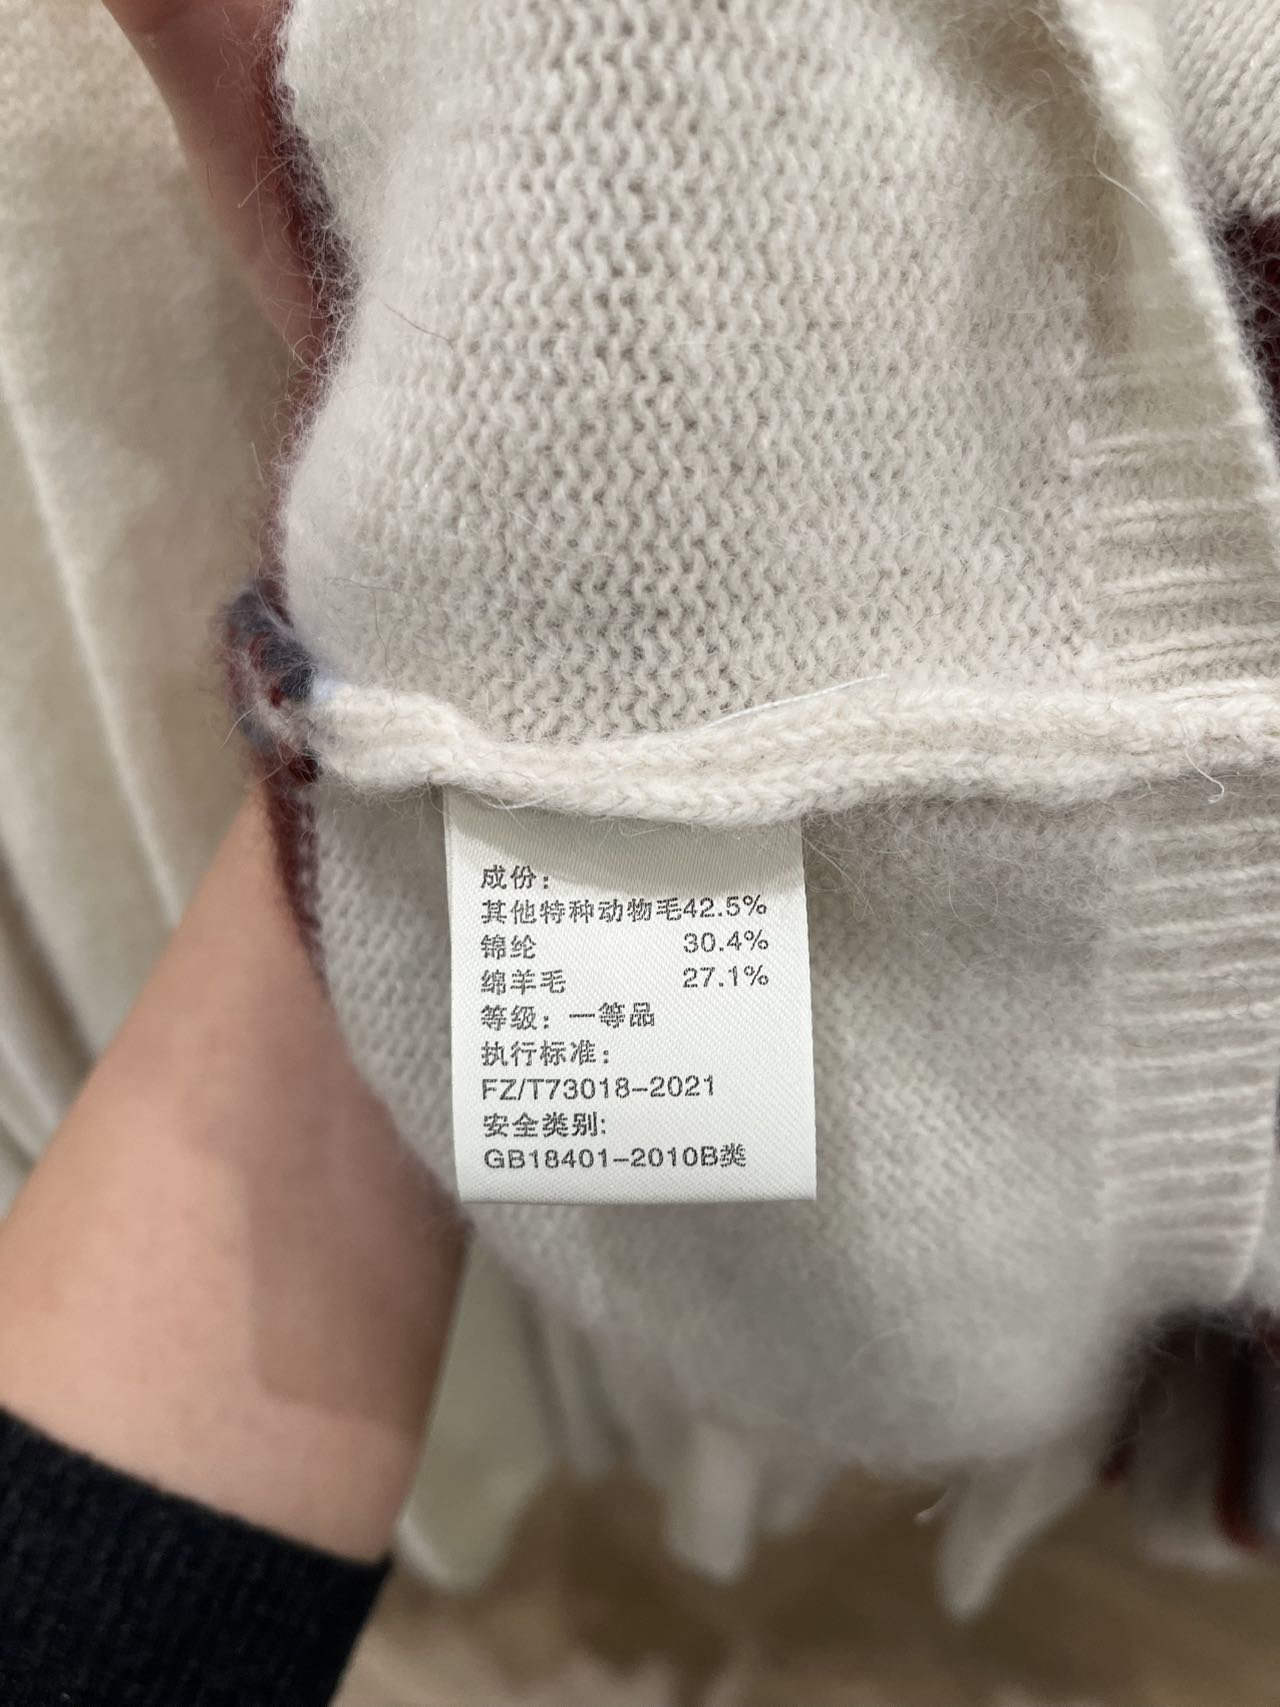 成份：
其他特种动物毛42.5%
锦纶 30.4%
绵羊毛 27.1%
等级：一等品
执行标准：
FZ/T73018-2021
安全类别:
GB18401-2010B类